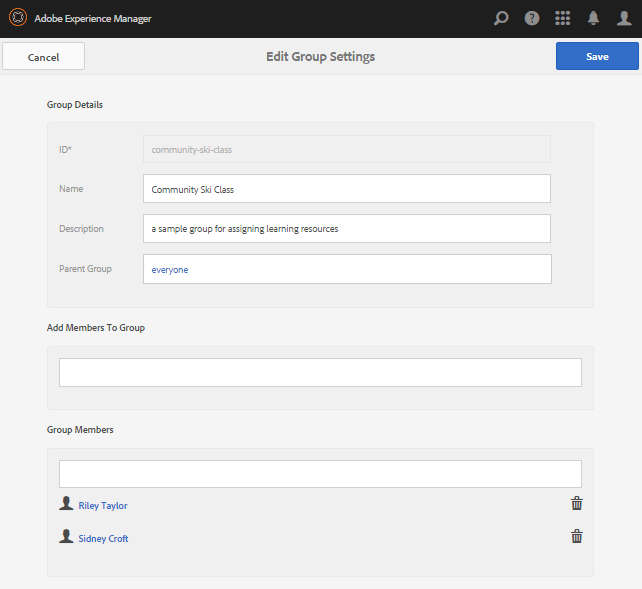 Adobe Experience Manager
Cancel
Edit Group Settings
Save
Group Details
ID*
community-ski-class
Name
Community Ski Class
Description
a sample group for assigning learning resources
Parent Group
everyone
Add Members To Group
Group Members
Riley Taylor
Sidney Croft